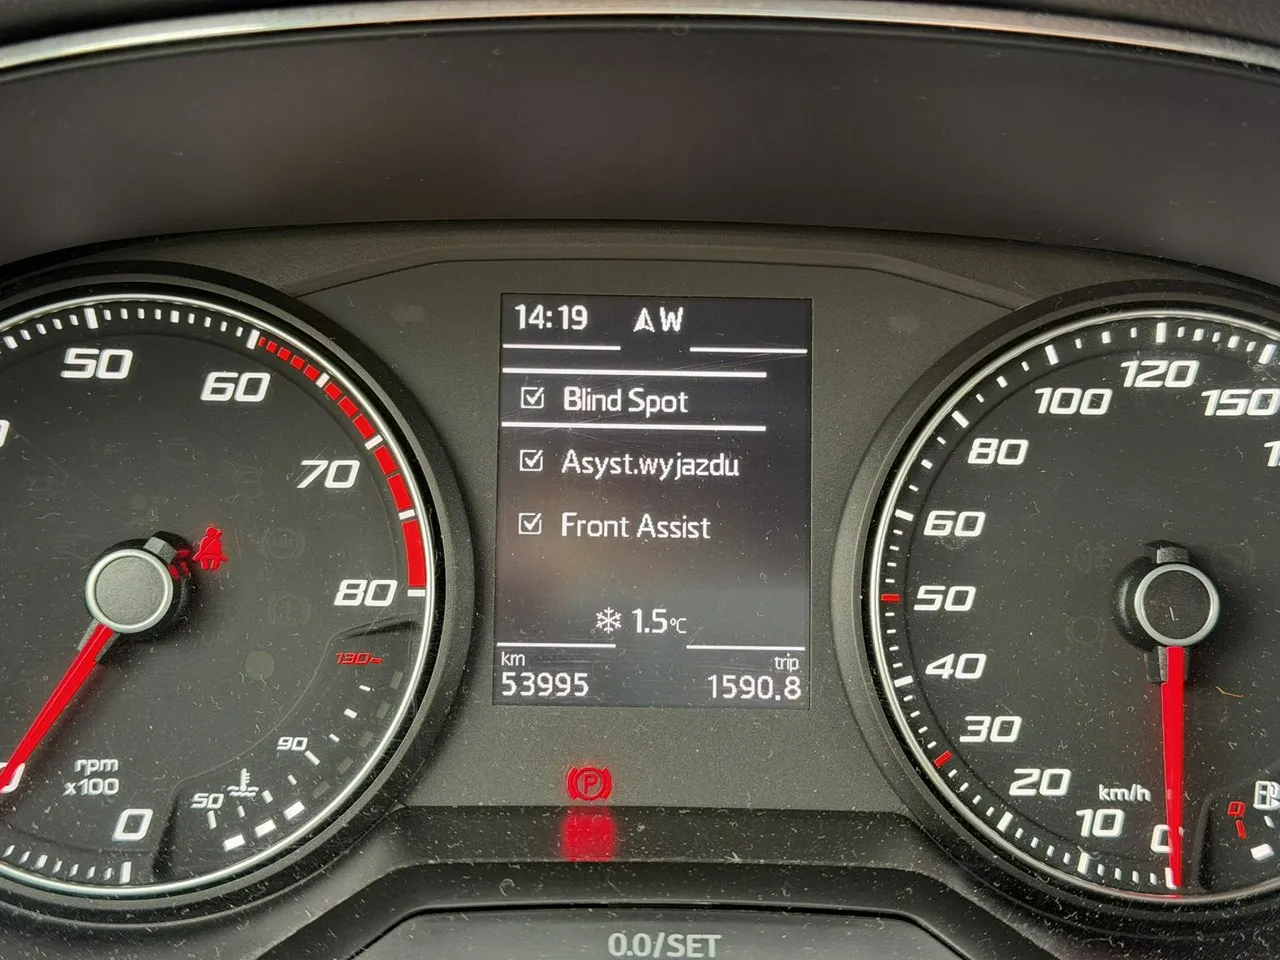 14:19 W
Blind Spot
Asyst.wyjazdu
Front Assist
1.5°C
km
53995
trip
1590.8
50
60
70
80
130
90
50
rpm
x100
0
P
120
100
150
80
60
50
40
30
20
10
0
km/h
0
0.0/SET